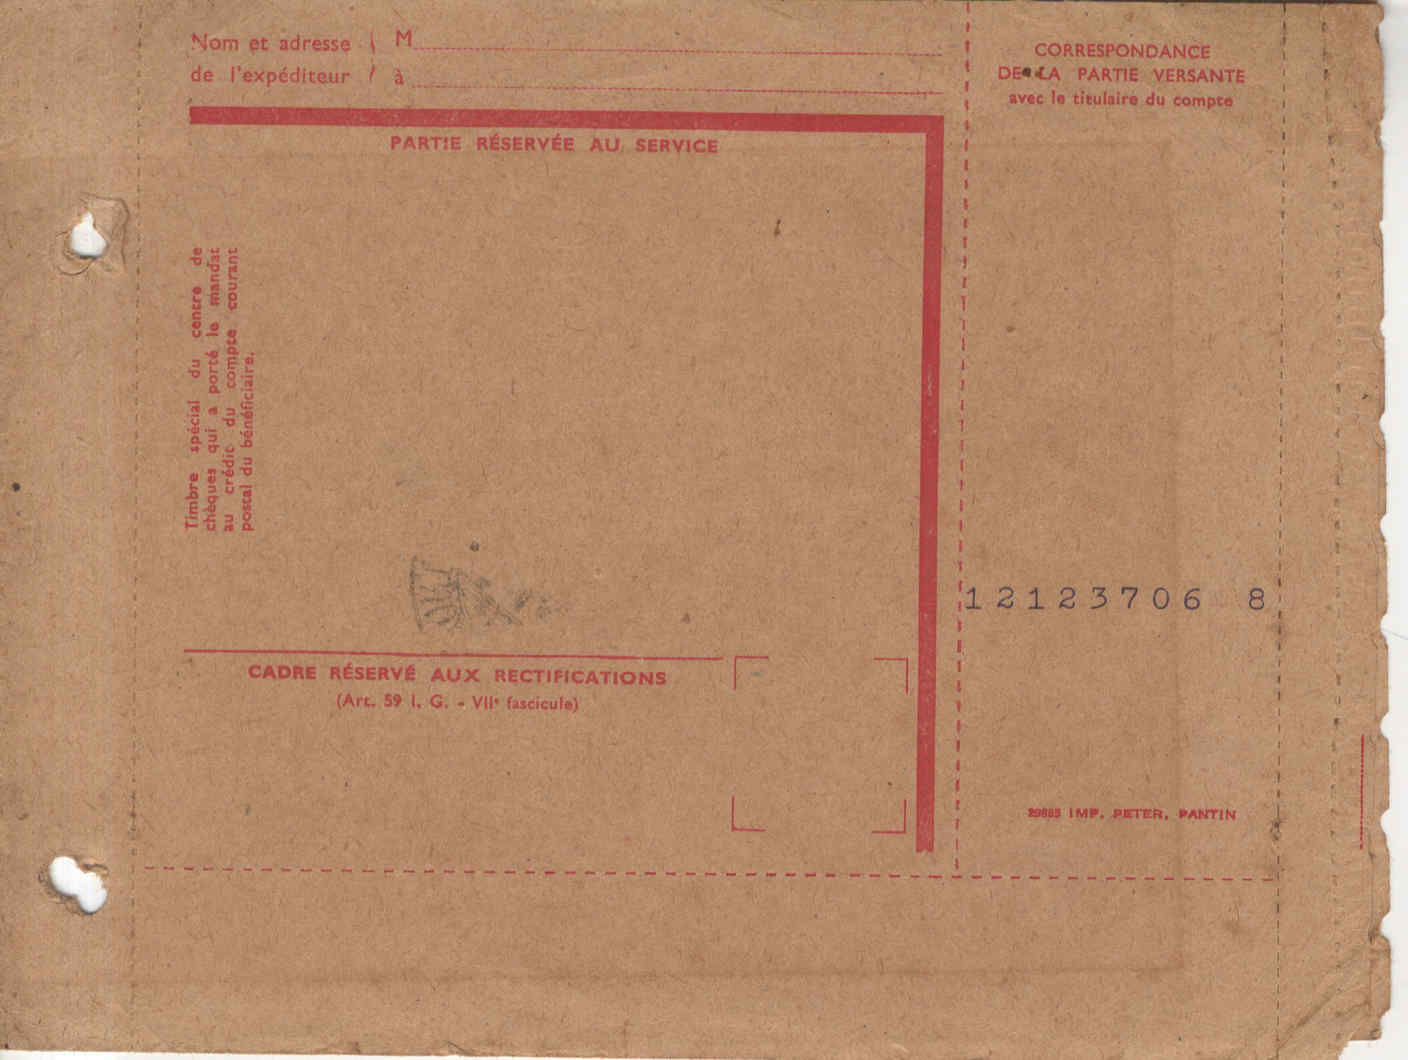 Nom et adresse
de l'expéditeur
M
à
PARTIE RÉSERVÉE AU SERVICE
Timbre spécial du centre de
chèques qui a porté le mandat
au crédit du compte courant
postal du bénéficiaire.
CADRE RÉSERVÉ AUX RECTIFICATIONS
(Art. 59 I. G. - VIIe fascicule)
CORRESPONDANCE
DE LA PARTIE VERSANTE
avec le titulaire du compte
12123706 8
29885 IMP. PETER, PANTIN